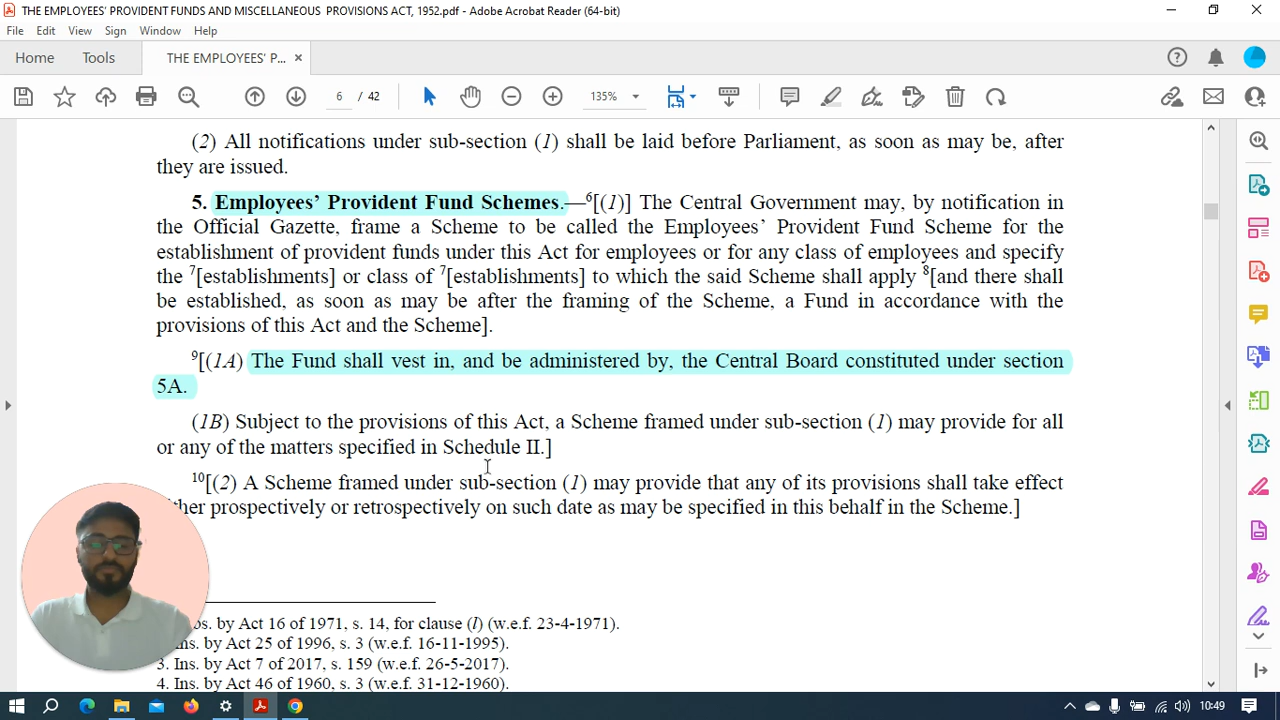 THE EMPLOYEES' PROVIDENT FUNDS AND MISCELLANEOUS PROVISIONS ACT, 1952.pdf - Adobe Acrobat Reader (64-bit)
File Edit View Sign Window Help
Home Tools THE EMPLOYEES' P... ×
6 / 42 135%
(2) All notifications under sub-section (1) shall be laid before Parliament, as soon as may be, after
they are issued.
5. Employees' Provident Fund Schemes.—6[(1)] The Central Government may, by notification in
the Official Gazette, frame a Scheme to be called the Employees' Provident Fund Scheme for the
establishment of provident funds under this Act for employees or for any class of employees and specify
the 7[establishments] or class of 7[establishments] to which the said Scheme shall apply 8[and there shall
be established, as soon as may be after the framing of the Scheme, a Fund in accordance with the
provisions of this Act and the Scheme].
9[(1A) The Fund shall vest in, and be administered by, the Central Board constituted under section
5A.
(1B) Subject to the provisions of this Act, a Scheme framed under sub-section (1) may provide for all
or any of the matters specified in Schedule II.]
10[(2) A Scheme framed under sub-section (1) may provide that any of its provisions shall take effect
prospectively or retrospectively on such date as may be specified in this behalf in the Scheme.]
by Act 16 of 1971, s. 14, for clause (l) (w.e.f. 23-4-1971).
by Act 25 of 1996, s. 3 (w.e.f. 16-11-1995).
3. Ins. by Act 7 of 2017, s. 159 (w.e.f. 26-5-2017).
4. Ins. by Act 46 of 1960, s. 3 (w.e.f. 31-12-1960).
10:49